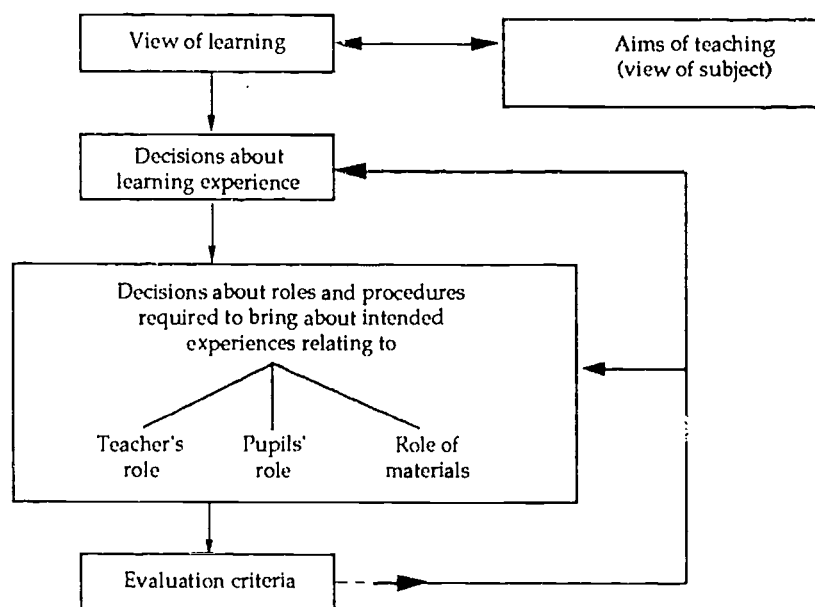 View of learning
Aims of teaching
(view of subject)
Decisions about
learning experience
Decisions about roles and procedures
required to bring about intended
experiences relating to
Teacher's
role
Pupils'
role
Role of
materials
Evaluation criteria